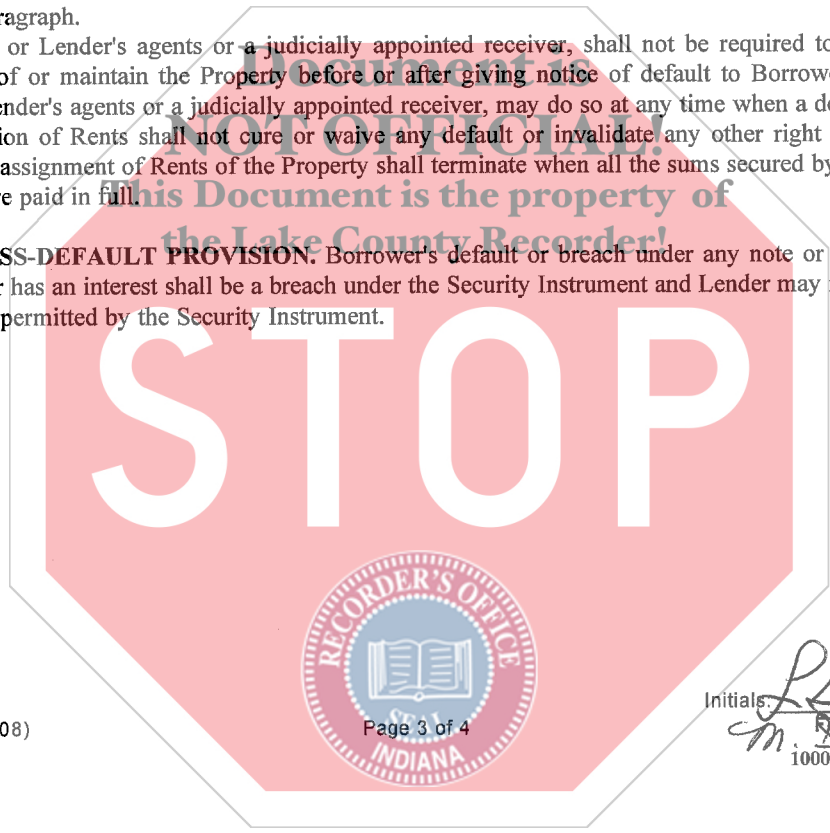 ragraph.
or Lender's agents or a judicially appointed receiver, shall not be required to
of or maintain the Property before or after giving notice of default to Borrowe
ender's agents or a judicially appointed receiver, may do so at any time when a de
ion of Rents shall not cure or waive any default or invalidate any other right
assignment of Rents of the Property shall terminate when all the sums secured by
e paid in full.
Document is
NOT OFFICIAL!
This Document is the property of
the Lake County Recorder!
SS-DEFAULT PROVISION. Borrower's default or breach under any note or
r has an interest shall be a breach under the Security Instrument and Lender may
permitted by the Security Instrument.
STOP
RECORDER'S OFFICE
SEAL
INDIANA
Initials:
08)
Page 3 of 4
1000